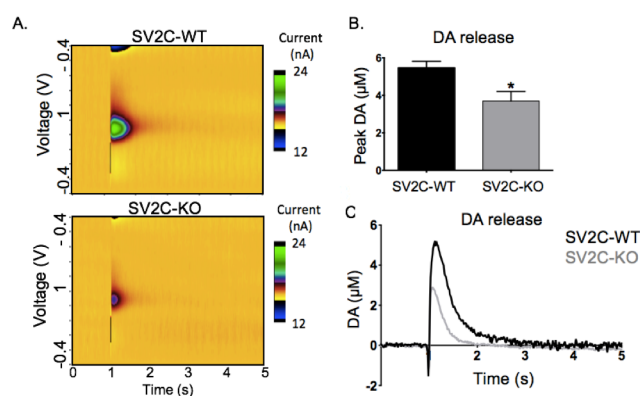 A.
SV2C-WT
Current
(nA)
Voltage (V)
- 0.4
1
-0.4
24
12
SV2C-KO
Current
(nA)
Voltage (V)
- 0.4
1
-0.4
24
12
0 1 2 3 4 5
Time (s)
B.
DA release
Peak DA (µM)
6
4
2
0
*
SV2C-WT SV2C-KO
C
DA release
SV2C-WT
SV2C-KO
DA (µM)
6
4
2
0
-2
2 3 4 5
Time (s)